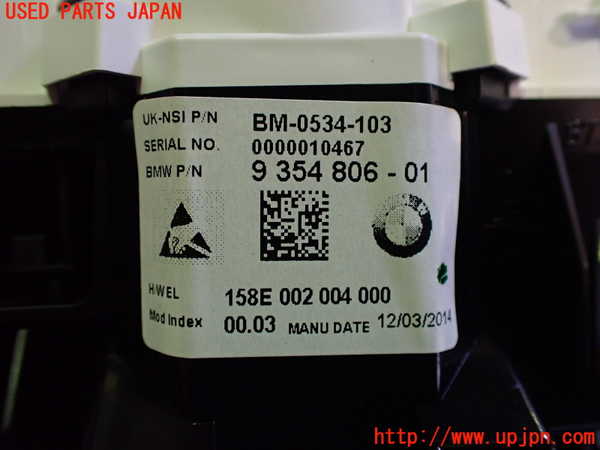 USED PARTS JAPAN
UK-NSI P/N BM-0534-103
SERIAL NO. 0000010467
BMW P/N 9 354 806 - 01
H/WEL 158E 002 004 000
Mod Index 00.03 MANU DATE 12/03/2014
http://www.upjpn.com/